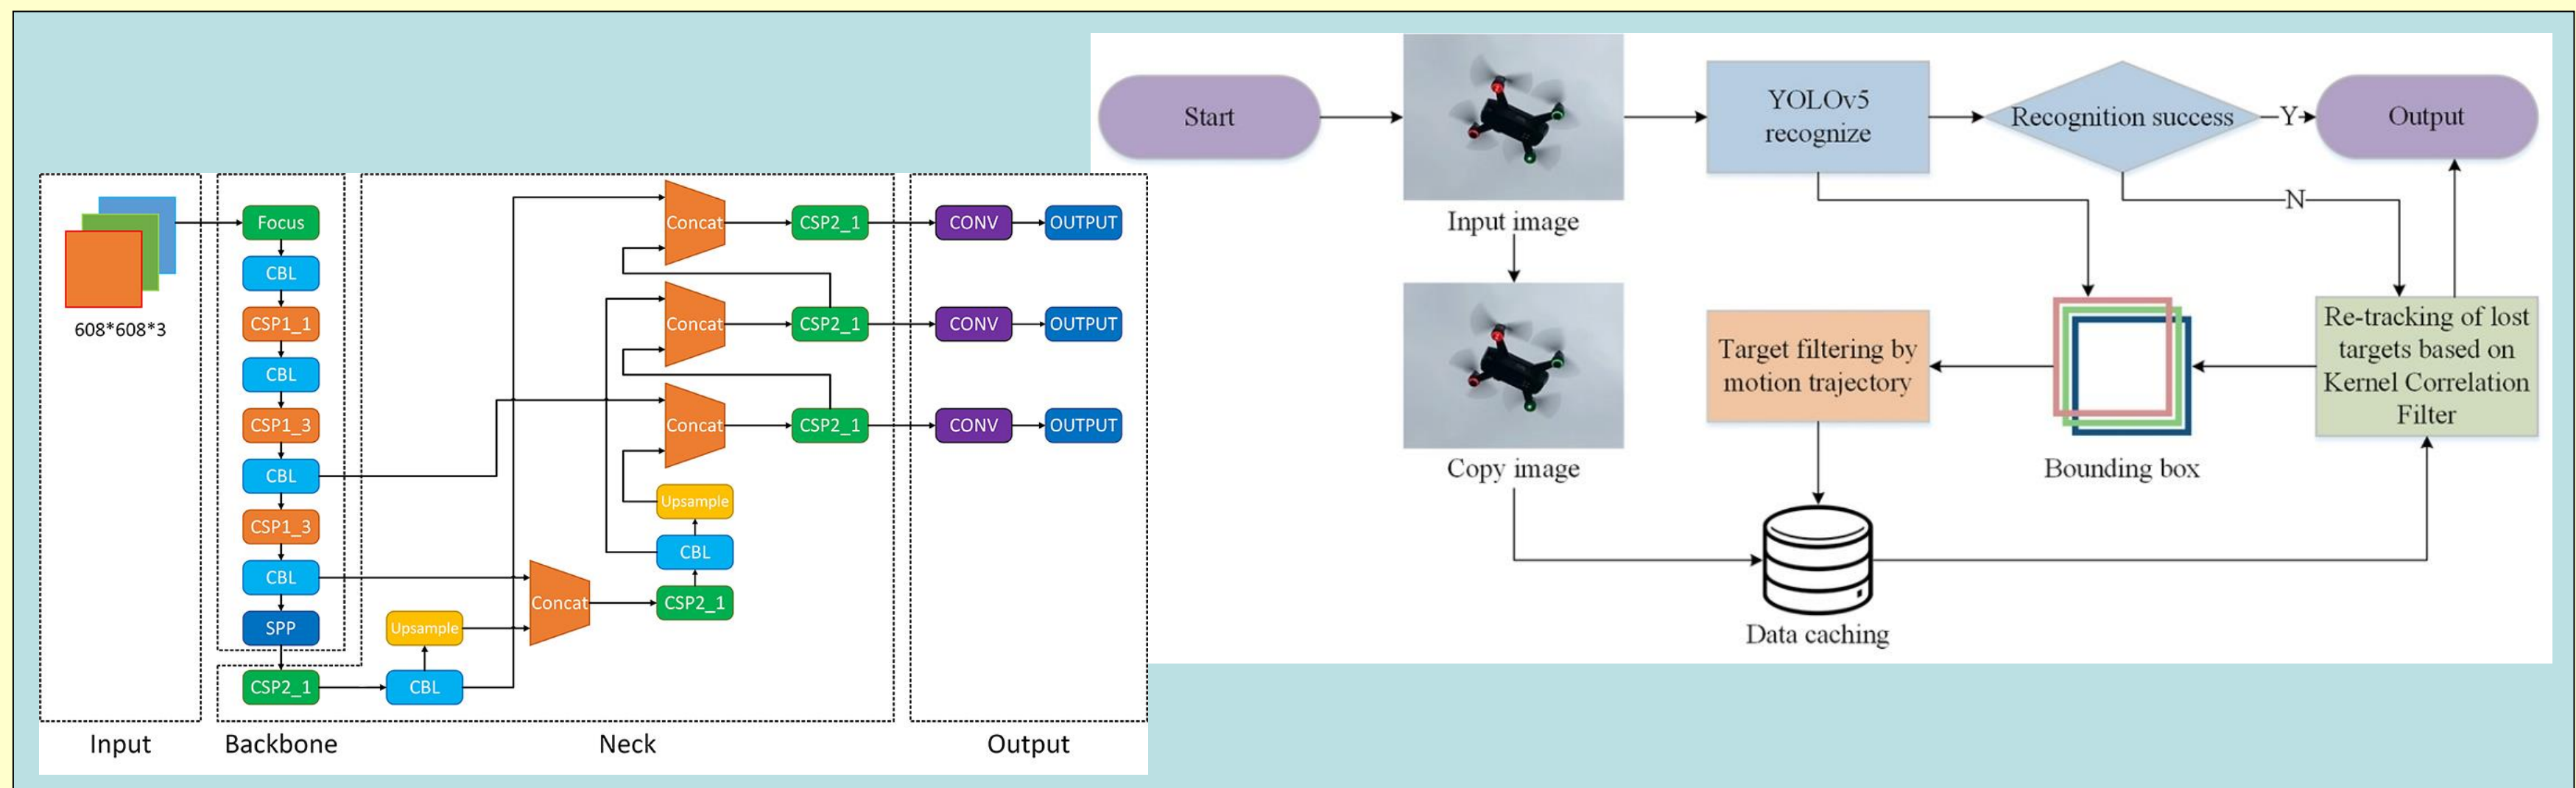 608*608*3
Focus
CBL
CSP1_1
CBL
CSP1_3
CBL
CSP1_3
CBL
SPP
CSP2_1
CBL
Upsample
Concat
CSP2_1
CBL
Upsample
Concat
CSP2_1
CONV
OUTPUT
Concat
CSP2_1
CONV
OUTPUT
Concat
CSP2_1
CONV
OUTPUT
Input
Backbone
Neck
Output
Start
Input image
Copy image
YOLOv5
recognize
Recognition success
Y
Output
N
Target filtering by
motion trajectory
Bounding box
Re-tracking of lost
targets based on
Kernel Correlation
Filter
Data caching